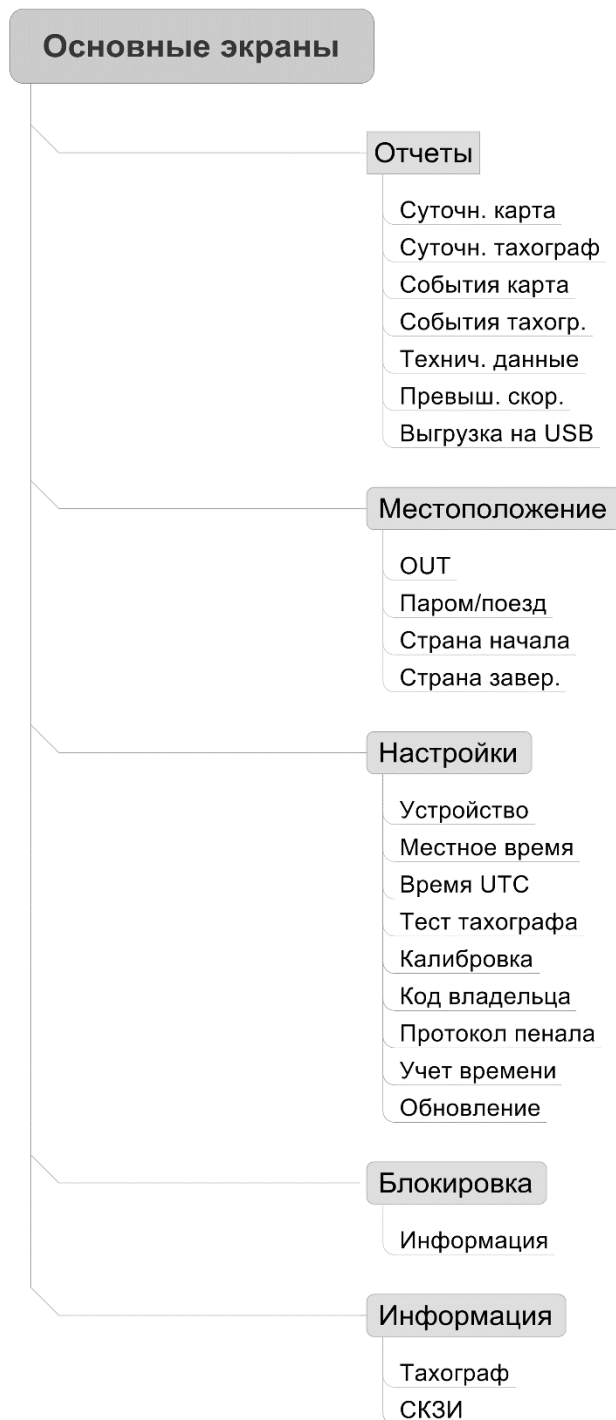 Основные экраны
Отчеты
Суточн. карта
Суточн. тахограф
События карта
События тахогр.
Технич. данные
Превыш. скор.
Выгрузка на USB
Местоположение
OUT
Паром/поезд
Страна начала
Страна завер.
Настройки
Устройство
Местное время
Время UTC
Тест тахографа
Калибровка
Код владельца
Протокол пенала
Учет времени
Обновление
Блокировка
Информация
Информация
Тахограф
СКЗИ